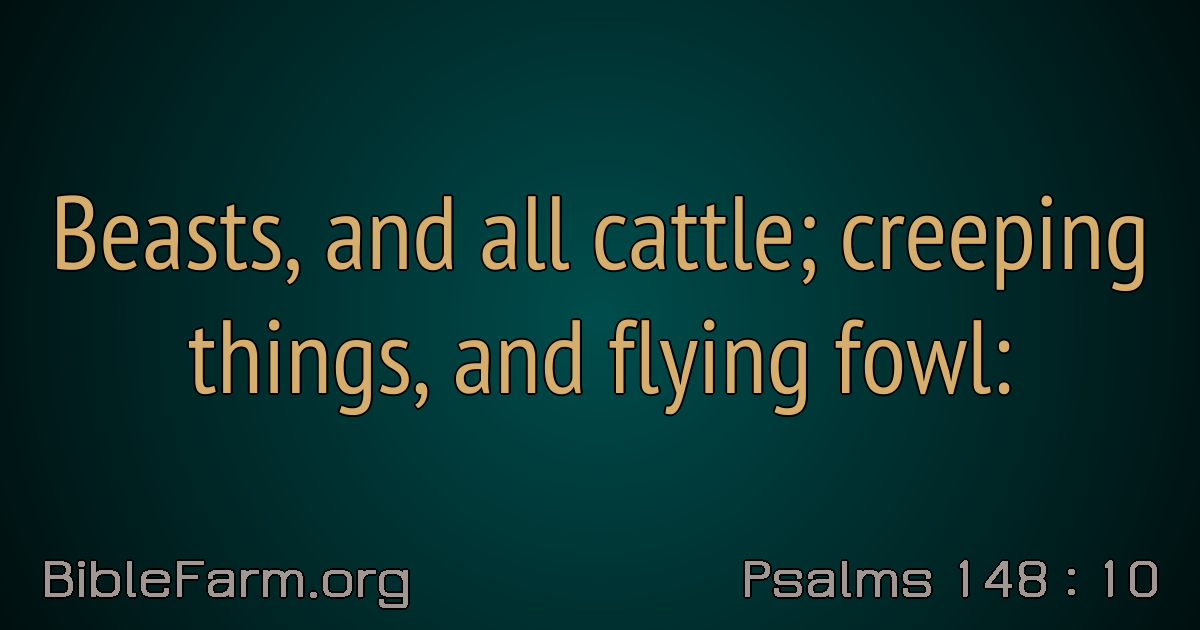 Beasts, and all cattle; creeping
things, and flying fowl:
BibleFarm.org
Psalms 148 : 10